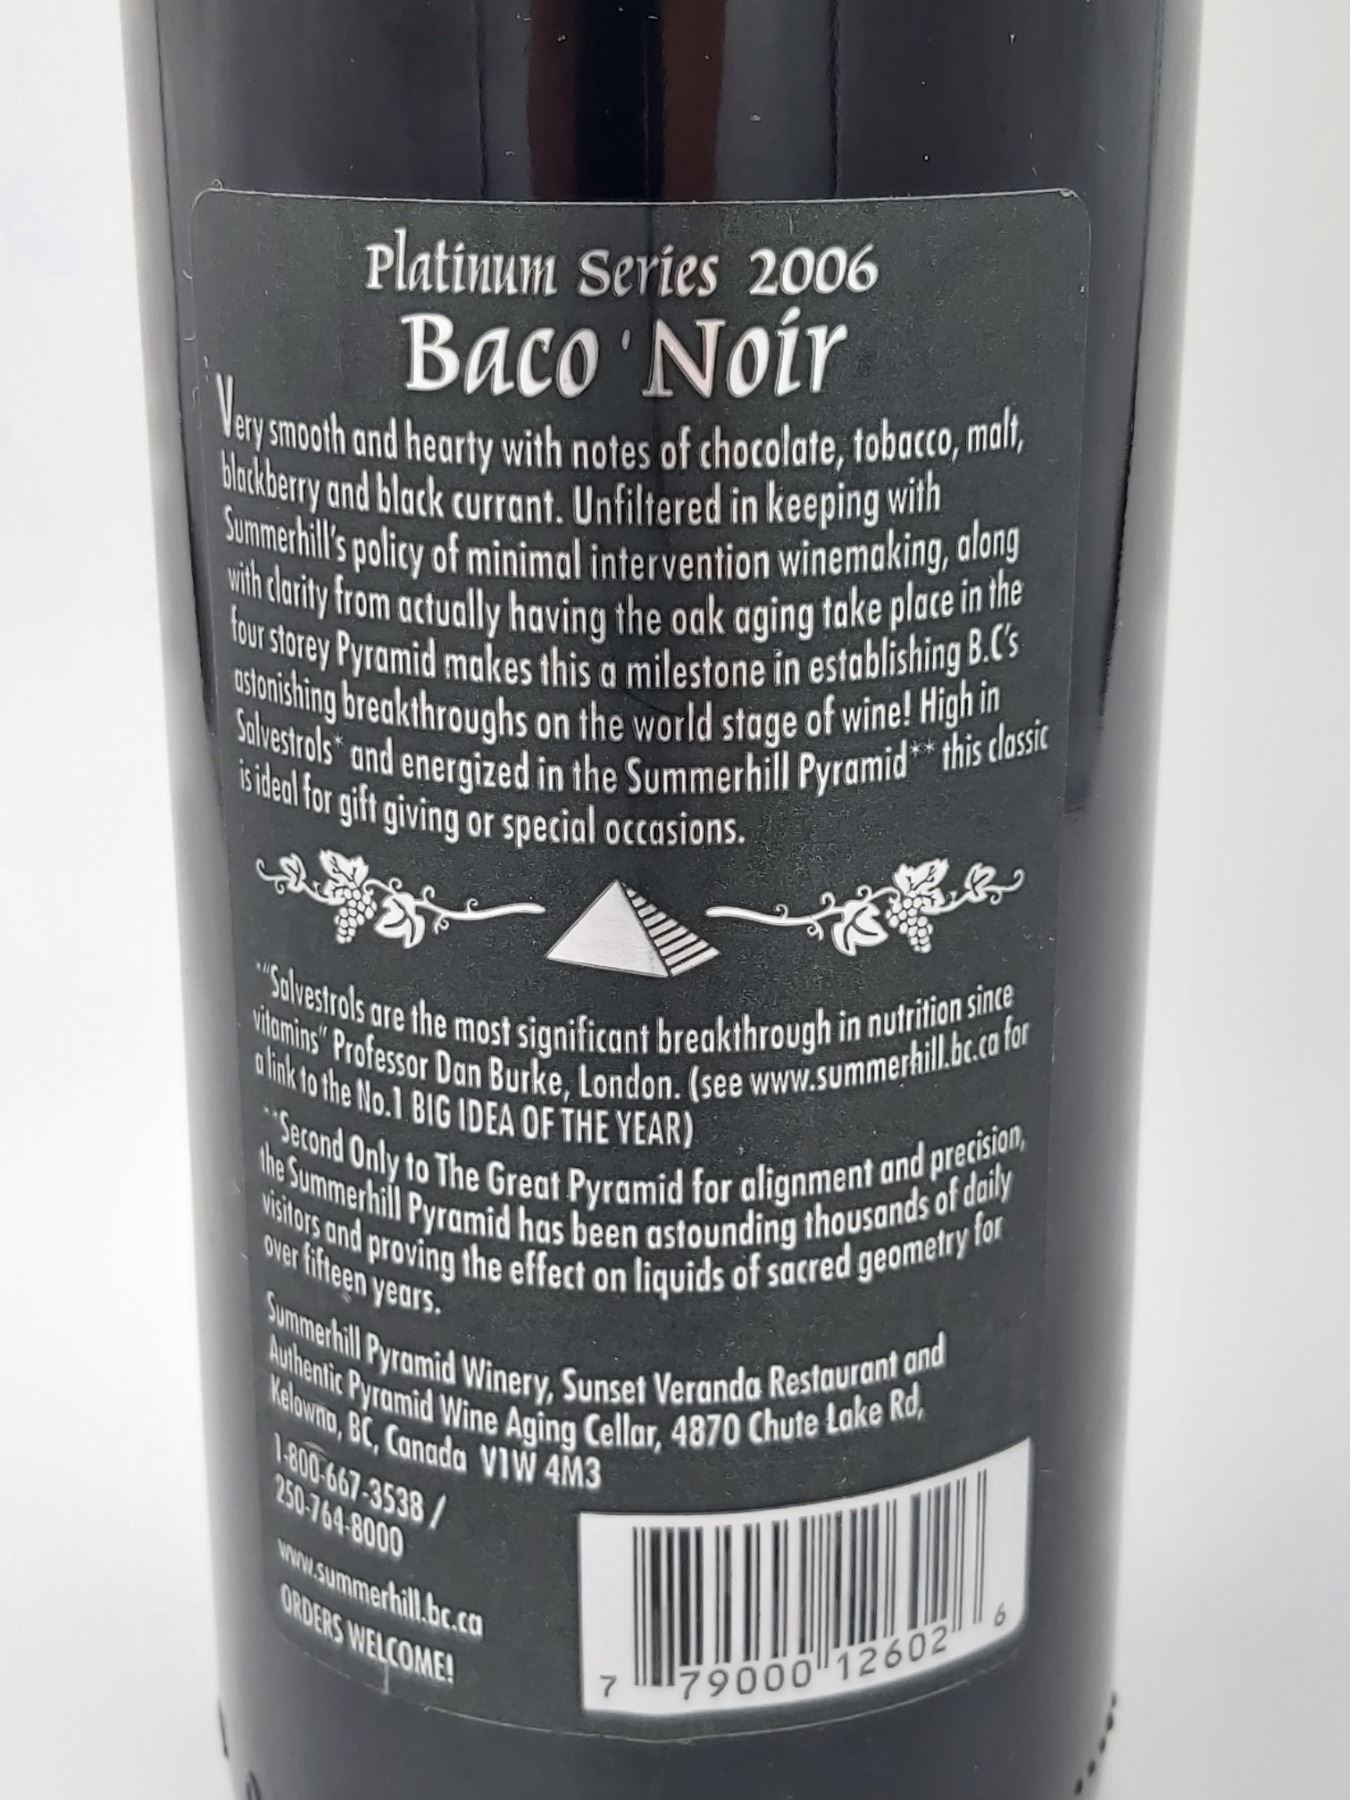 Platinum Series 2006
Baco Noir
Very smooth and hearty with notes of chocolate, tobacco, malt,
blackberry and black currant. Unfiltered in keeping with
Summerhill's policy of minimal intervention winemaking, along
with clarity from actually having the oak aging take place in the
four storey Pyramid makes this a milestone in establishing B.C's
astonishing breakthroughs on the world stage of wine! High in
Salvestrols* and energized in the Summerhill Pyramid** this classic
is ideal for gift giving or special occasions.
*"Salvestrols are the most significant breakthrough in nutrition since
vitamins" Professor Dan Burke, London. (see www.summerhill.bc.ca for
a link to the No.1 BIG IDEA OF THE YEAR)
**Second Only to The Great Pyramid for alignment and precision,
the Summerhill Pyramid has been astounding thousands of daily
visitors and proving the effect on liquids of sacred geometry for
over fifteen years.
Summerhill Pyramid Winery, Sunset Veranda Restaurant and
Authentic Pyramid Wine Aging Cellar, 4870 Chute Lake Rd,
Kelowna, BC, Canada V1W 4M3
1-800-667-3538 /
250-764-8000
www.summerhill.bc.ca
ORDERS WELCOME!
7 79000 12602 6